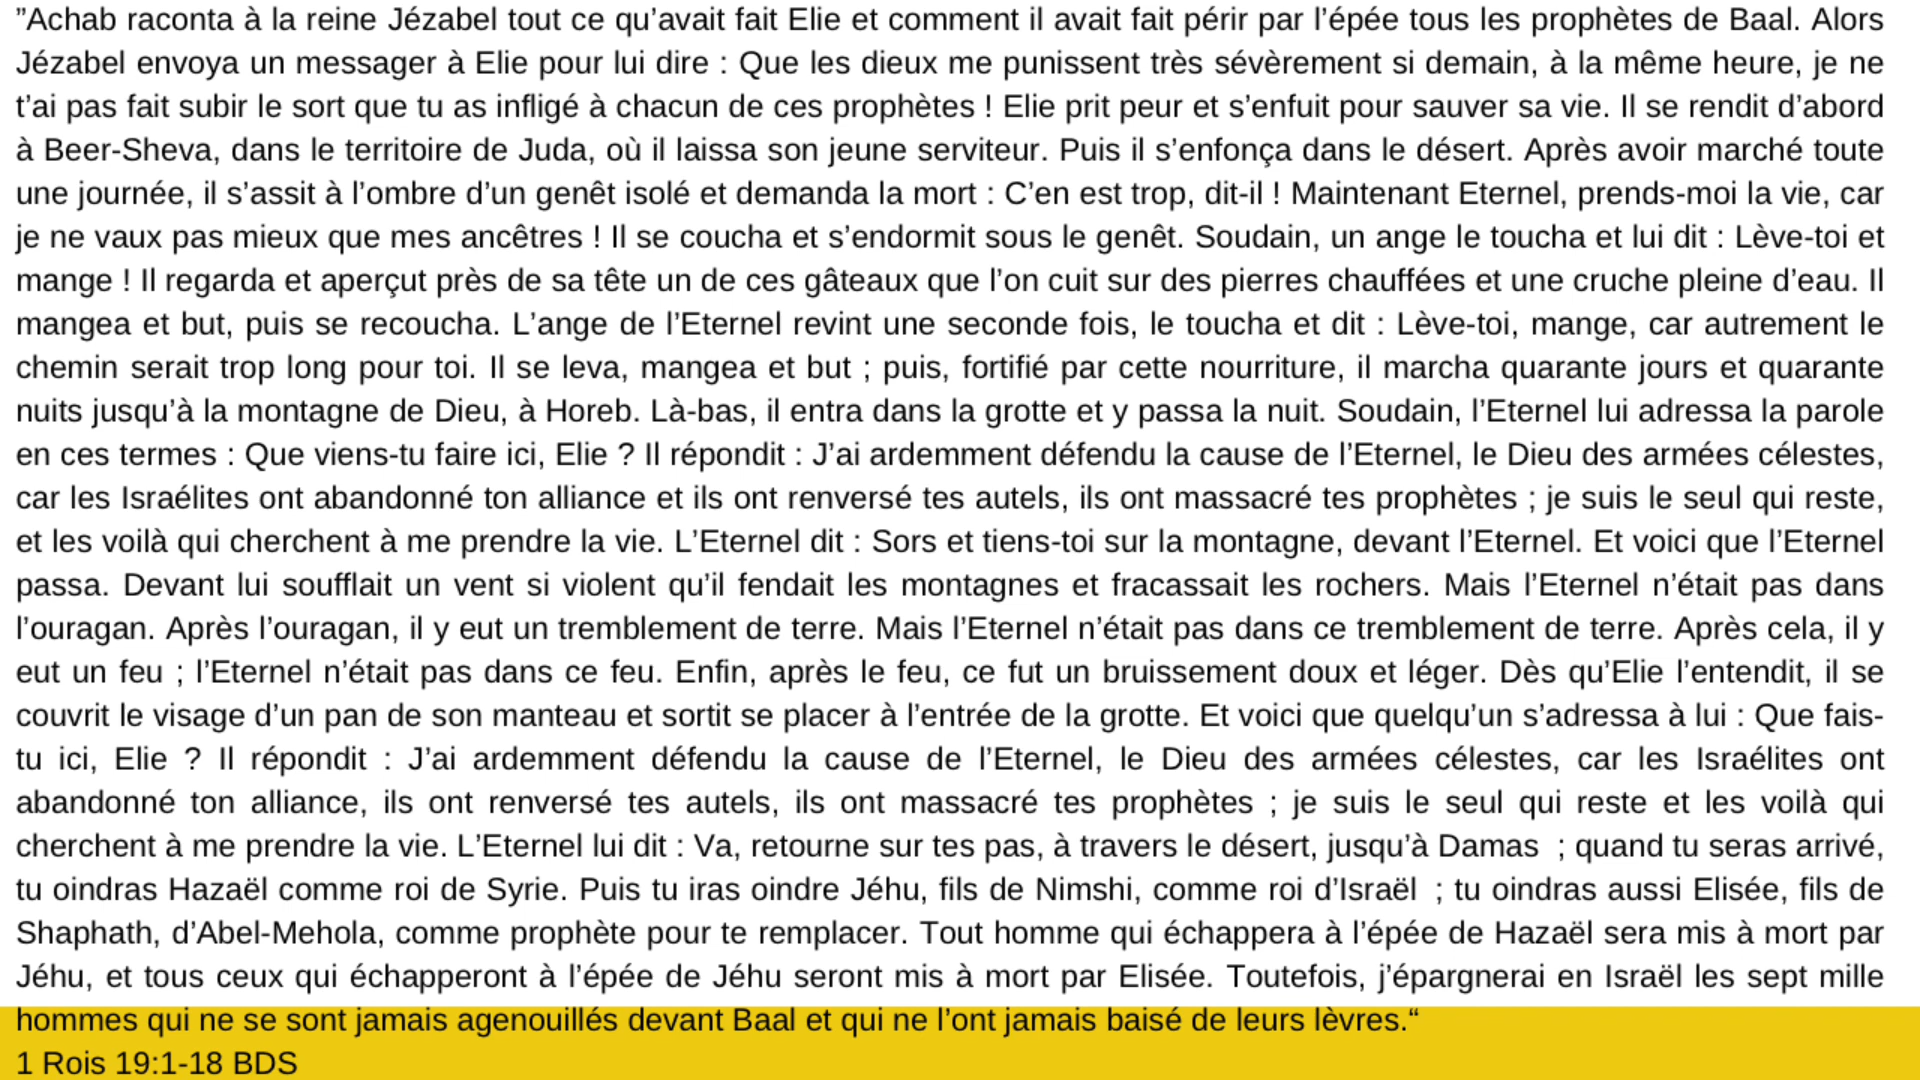 ”Achab raconta à la reine Jézabel tout ce qu’avait fait Elie et comment il avait fait périr par l’épée tous les prophètes de Baal. Alors
Jézabel envoya un messager à Elie pour lui dire : Que les dieux me punissent très sévèrement si demain, à la même heure, je ne
t’ai pas fait subir le sort que tu as infligé à chacun de ces prophètes ! Elie prit peur et s’enfuit pour sauver sa vie. Il se rendit d’abord
à Beer-Sheva, dans le territoire de Juda, où il laissa son jeune serviteur. Puis il s’enfonça dans le désert. Après avoir marché toute
une journée, il s’assit à l’ombre d’un genêt isolé et demanda la mort : C’en est trop, dit-il ! Maintenant Eternel, prends-moi la vie, car
je ne vaux pas mieux que mes ancêtres ! Il se coucha et s’endormit sous le genêt. Soudain, un ange le toucha et lui dit : Lève-toi et
mange ! Il regarda et aperçut près de sa tête un de ces gâteaux que l’on cuit sur des pierres chauffées et une cruche pleine d’eau. Il
mangea et but, puis se recoucha. L’ange de l’Eternel revint une seconde fois, le toucha et dit : Lève-toi, mange, car autrement le
chemin serait trop long pour toi. Il se leva, mangea et but ; puis, fortifié par cette nourriture, il marcha quarante jours et quarante
nuits jusqu’à la montagne de Dieu, à Horeb. Là-bas, il entra dans la grotte et y passa la nuit. Soudain, l’Eternel lui adressa la parole
en ces termes : Que viens-tu faire ici, Elie ? Il répondit : J’ai ardemment défendu la cause de l’Eternel, le Dieu des armées célestes,
car les Israélites ont abandonné ton alliance et ils ont renversé tes autels, ils ont massacré tes prophètes ; je suis le seul qui reste,
et les voilà qui cherchent à me prendre la vie. L’Eternel dit : Sors et tiens-toi sur la montagne, devant l’Eternel. Et voici que l’Eternel
passa. Devant lui soufflait un vent si violent qu’il fendait les montagnes et fracassait les rochers. Mais l’Eternel n’était pas dans
l’ouragan. Après l’ouragan, il y eut un tremblement de terre. Mais l’Eternel n’était pas dans ce tremblement de terre. Après cela, il y
eut un feu ; l’Eternel n’était pas dans ce feu. Enfin, après le feu, ce fut un bruissement doux et léger. Dès qu’Elie l’entendit, il se
couvrit le visage d’un pan de son manteau et sortit se placer à l’entrée de la grotte. Et voici que quelqu’un s’adressa à lui : Que fais-
tu ici, Elie ? Il répondit : J’ai ardemment défendu la cause de l’Eternel, le Dieu des armées célestes, car les Israélites ont
abandonné ton alliance, ils ont renversé tes autels, ils ont massacré tes prophètes ; je suis le seul qui reste et les voilà qui
cherchent à me prendre la vie. L’Eternel lui dit : Va, retourne sur tes pas, à travers le désert, jusqu’à Damas  ; quand tu seras arrivé,
tu oindras Hazaël comme roi de Syrie. Puis tu iras oindre Jéhu, fils de Nimshi, comme roi d’Israël  ; tu oindras aussi Elisée, fils de
Shaphath, d’Abel-Mehola, comme prophète pour te remplacer. Tout homme qui échappera à l’épée de Hazaël sera mis à mort par
Jéhu, et tous ceux qui échapperont à l’épée de Jéhu seront mis à mort par Elisée. Toutefois, j’épargnerai en Israël les sept mille
hommes qui ne se sont jamais agenouillés devant Baal et qui ne l’ont jamais baisé de leurs lèvres.“
1 Rois 19:1-18 BDS